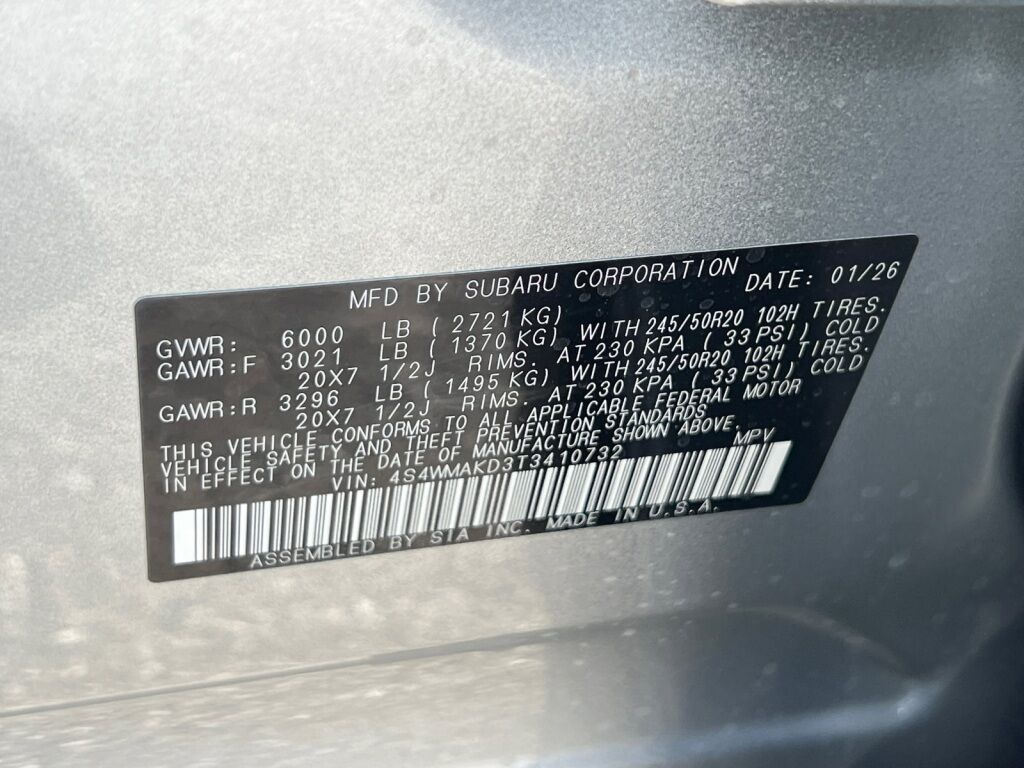 MFD BY SUBARU CORPORATION DATE: 01/26
GVWR: 6000 LB ( 2721 KG)
GAWR: F 3021 LB ( 1370 KG) WITH 245/50R20 102H TIRES.
20X7 1/2J RIMS. AT 230 KPA ( 33 PSI) COLD
GAWR: R 3296 LB ( 1495 KG) WITH 245/50R20 102H TIRES.
20X7 1/2J RIMS. AT 230 KPA ( 33 PSI) COLD
THIS VEHICLE CONFORMS TO ALL APPLICABLE FEDERAL MOTOR
VEHICLE SAFETY AND THEFT PREVENTION STANDARDS
IN EFFECT ON THE DATE OF MANUFACTURE SHOWN ABOVE.
VIN: 4S4WMAKD3T3410732 MPV
ASSEMBLED BY SIA INC. MADE IN U.S.A.